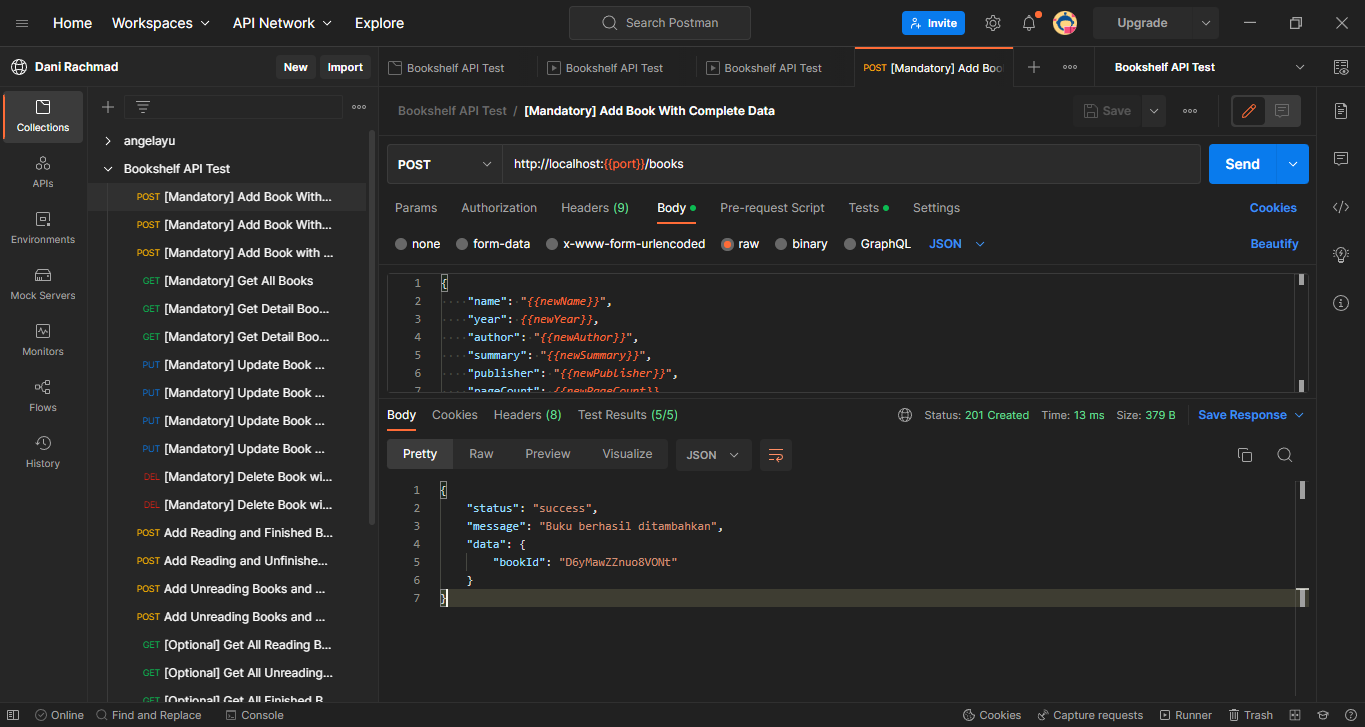 Home Workspaces API Network Explore Search Postman Invite Upgrade
Dani Rachmad New Import Bookshelf API Test Bookshelf API Test Bookshelf API Test POST [Mandatory] Add Boo Bookshelf API Test
Collections
APIs
Environments
Mock Servers
Monitors
Flows
History
angelayu
Bookshelf API Test
POST [Mandatory] Add Book With...
POST [Mandatory] Add Book With...
POST [Mandatory] Add Book with ...
GET [Mandatory] Get All Books
GET [Mandatory] Get Detail Boo...
GET [Mandatory] Get Detail Boo...
PUT [Mandatory] Update Book ...
PUT [Mandatory] Update Book ...
PUT [Mandatory] Update Book ...
PUT [Mandatory] Update Book ...
DEL [Mandatory] Delete Book wi...
DEL [Mandatory] Delete Book wi...
POST Add Reading and Finished B...
POST Add Reading and Unfinishe...
POST Add Unreading Books and ...
POST Add Unreading Books and ...
GET [Optional] Get All Reading B...
GET [Optional] Get All Unreading...
GET [Optional] Get All Finished B
Bookshelf API Test / [Mandatory] Add Book With Complete Data Save
POST http://localhost:{{port}}/books Send
Params Authorization Headers (9) Body Pre-request Script Tests Settings Cookies
none form-data x-www-form-urlencoded raw binary GraphQL JSON Beautify
1 {
2 "name": "{{newName}}",
3 "year": {{newYear}},
4 "author": "{{newAuthor}}",
5 "summary": "{{newSummary}}",
6 "publisher": "{{newPublisher}}",
7 "pageCount": {{newPageCount}}
Body Cookies Headers (8) Test Results (5/5) Status: 201 Created Time: 13 ms Size: 379 B Save Response
Pretty Raw Preview Visualize JSON
1 {
2 "status": "success",
3 "message": "Buku berhasil ditambahkan",
4 "data": {
5 "bookId": "D6yMawZZnuo8VONt"
6 }
7 }
Online Find and Replace Console Cookies Capture requests Runner Trash